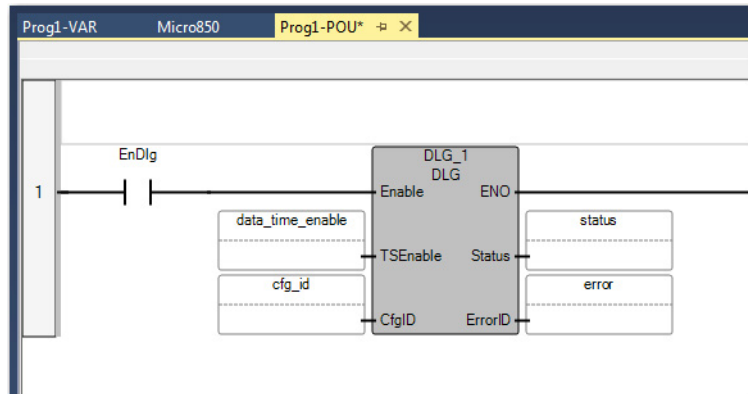 Prog1-VAR Micro850 Prog1-POU*
EnDlg
DLG_1
DLG
1
Enable ENO
data_time_enable status
TSEnable Status
cfg_id error
CfgID ErrorID